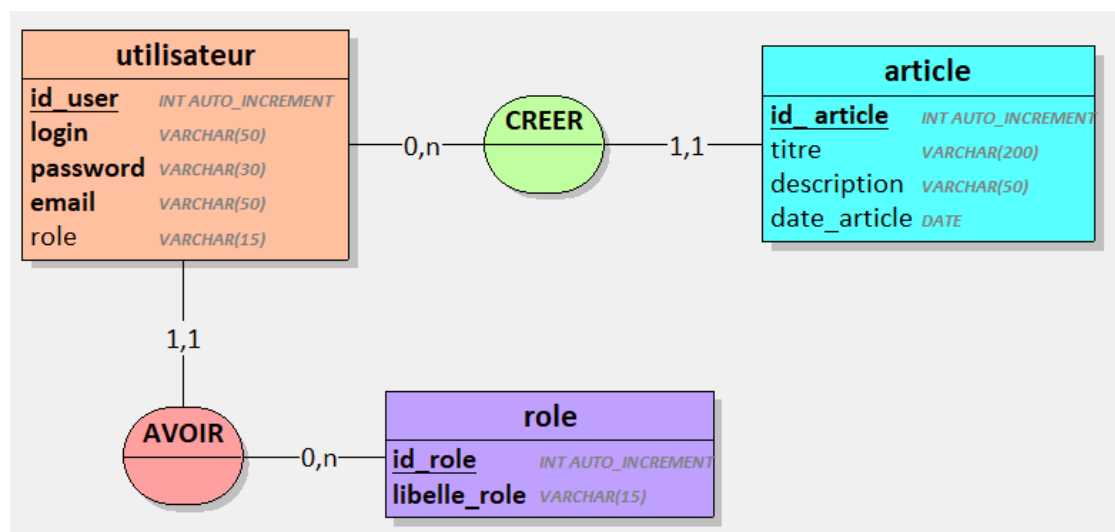 utilisateur
id_user INT AUTO_INCREMENT
login VARCHAR(50)
password VARCHAR(30)
email VARCHAR(50)
role VARCHAR(15)
0,n
CREER
1,1
article
id_ article INT AUTO_INCREMENT
titre VARCHAR(200)
description VARCHAR(50)
date_article DATE
1,1
AVOIR
0,n
role
id_role INT AUTO_INCREMENT
libelle_role VARCHAR(15)